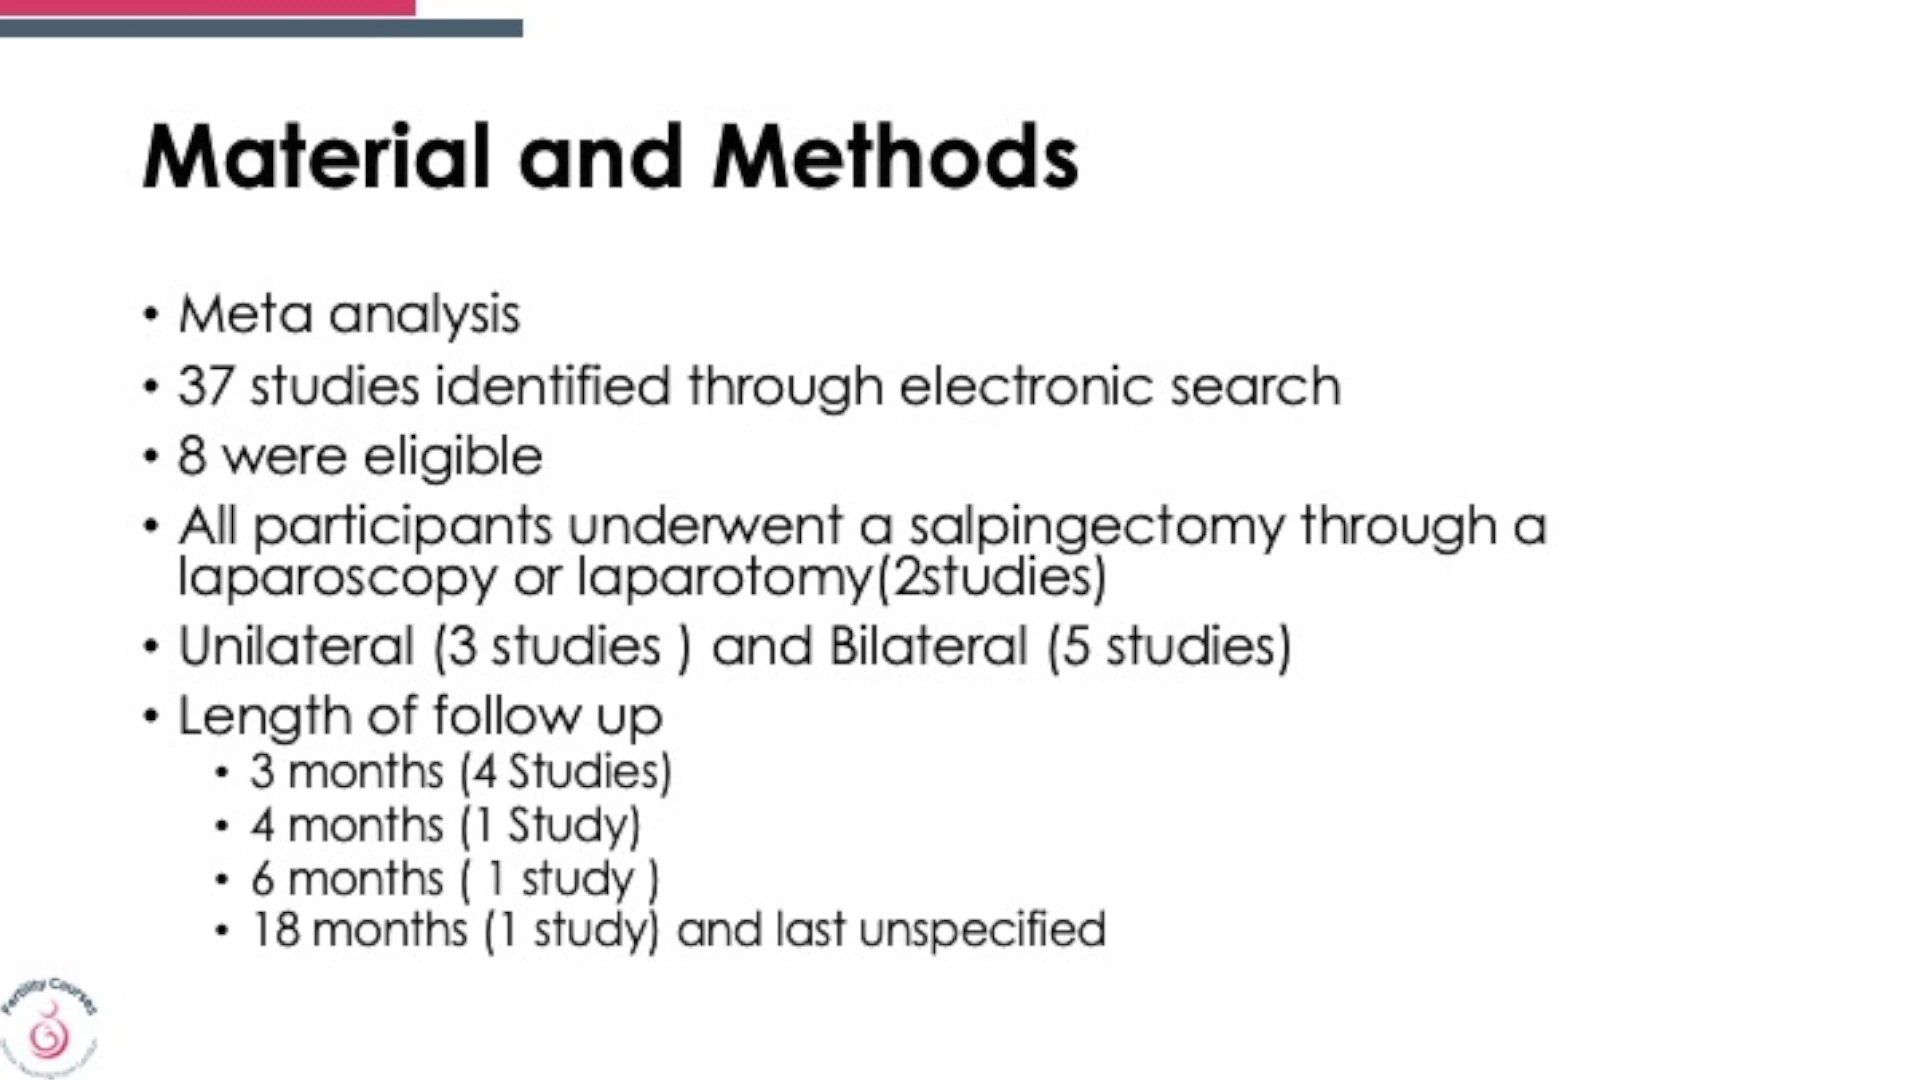 Material and Methods
• Meta analysis
• 37 studies identified through electronic search
• 8 were eligible
• All participants underwent a salpingectomy through a
laparoscopy or laparotomy(2studies)
• Unilateral (3 studies ) and Bilateral (5 studies)
• Length of follow up
• 3 months (4 Studies)
• 4 months (1 Study)
• 6 months ( 1 study )
• 18 months (1 study) and last unspecified
Fertility Courses